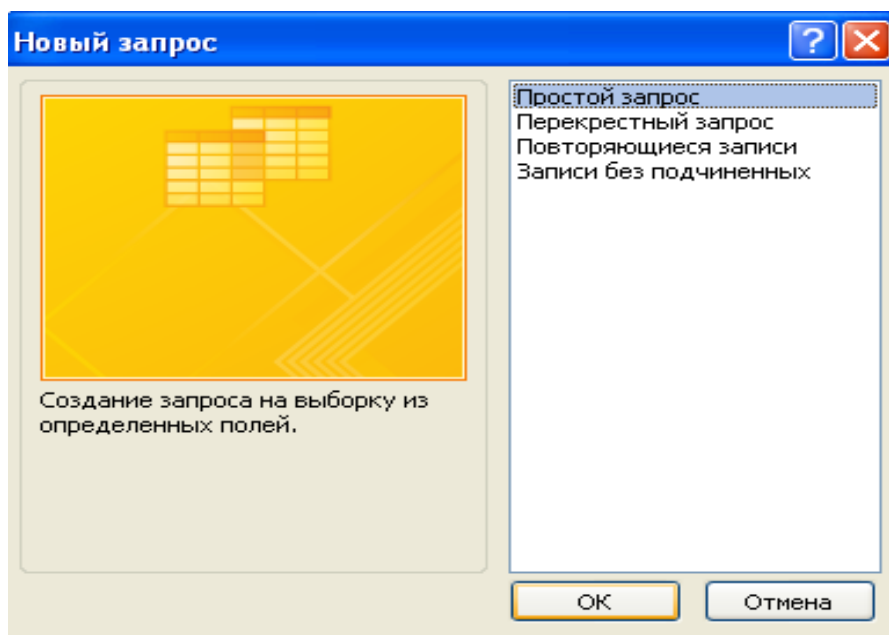 Новый запрос
Простой запрос
Перекрестный запрос
Повторяющиеся записи
Записи без подчиненных
Создание запроса на выборку из
определенных полей.
ОК
Отмена